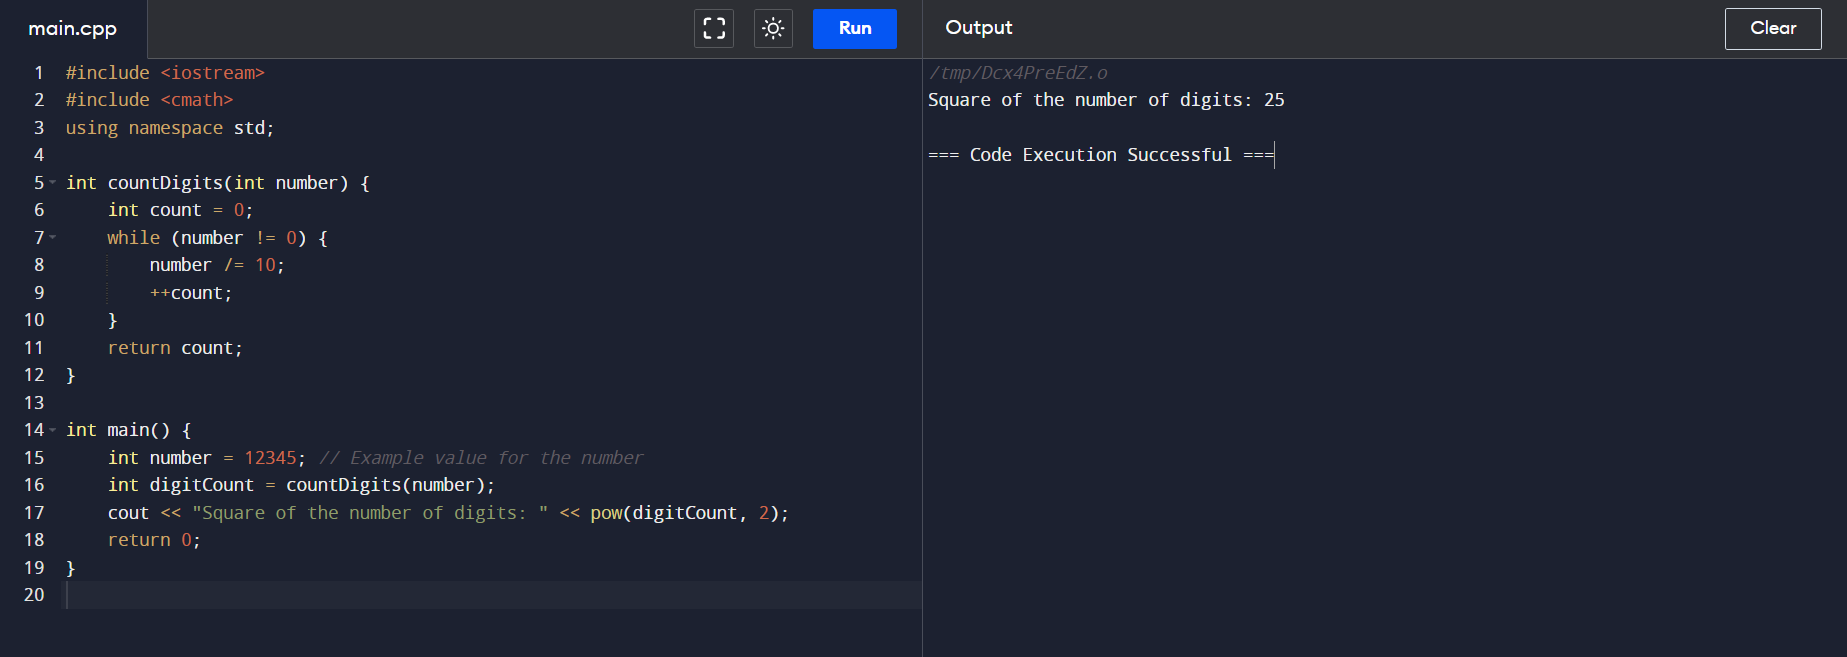 main.cpp
Run
1 #include <iostream>
2 #include <cmath>
3 using namespace std;
4
5 int countDigits(int number) {
6     int count = 0;
7     while (number != 0) {
8         number /= 10;
9         ++count;
10     }
11     return count;
12 }
13
14 int main() {
15     int number = 12345; // Example value for the number
16     int digitCount = countDigits(number);
17     cout << "Square of the number of digits: " << pow(digitCount, 2);
18     return 0;
19 }
20
Output
Clear
/tmp/Dcx4PreEdZ.o
Square of the number of digits: 25
=== Code Execution Successful ===